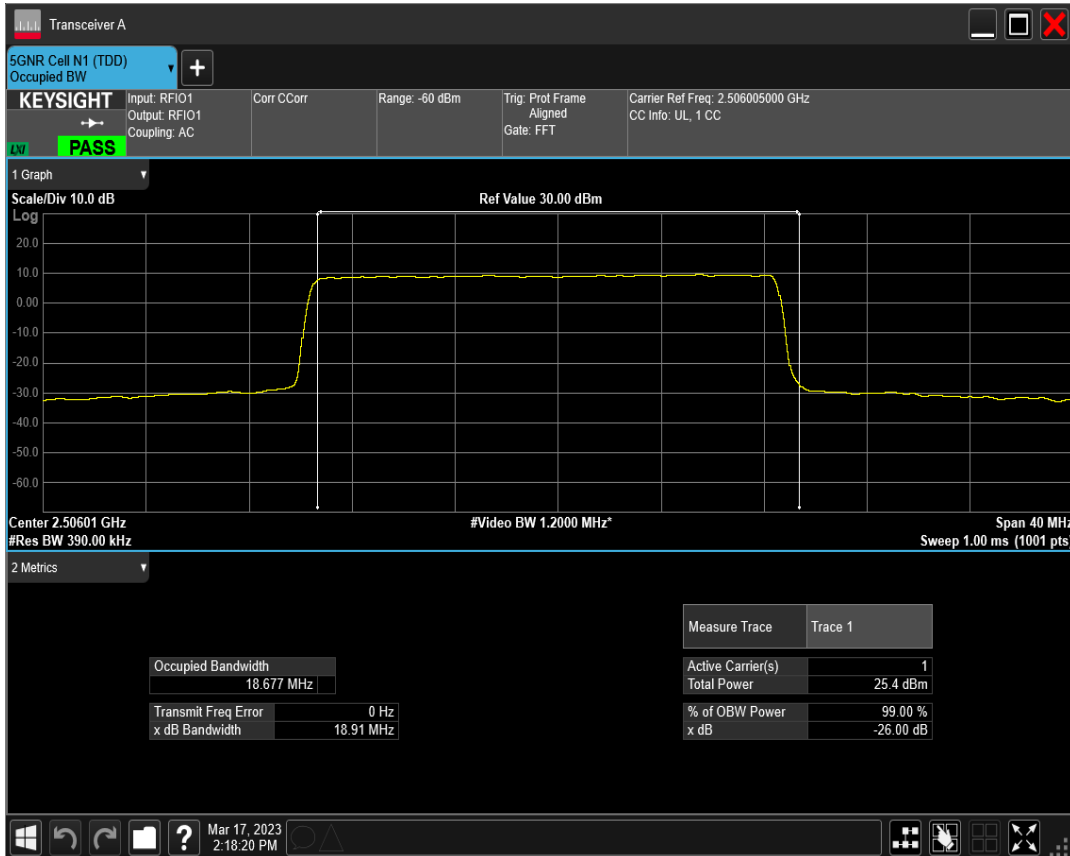 Transceiver A
5GNR Cell N1 (TDD)
Occupied BW
+
KEYSIGHT
LXI
PASS
Input: RFIO1
Output: RFIO1
Coupling: AC
Corr CCorr
Range: -60 dBm
Trig: Prot Frame
Aligned
Gate: FFT
Carrier Ref Freq: 2.506005000 GHz
CC Info: UL, 1 CC
1 Graph
Scale/Div 10.0 dB
Ref Value 30.00 dBm
Log
20.0
10.0
0.00
-10.0
-20.0
-30.0
-40.0
-50.0
-60.0
Center 2.50601 GHz
#Video BW 1.2000 MHz*
Span 40 MHz
#Res BW 390.00 kHz
Sweep 1.00 ms (1001 pts)
2 Metrics
Measure Trace Trace 1
Occupied Bandwidth
18.677 MHz
Transmit Freq Error 0 Hz
x dB Bandwidth 18.91 MHz
Active Carrier(s) 1
Total Power 25.4 dBm
% of OBW Power 99.00 %
x dB -26.00 dB
?
Mar 17, 2023
2:18:20 PM